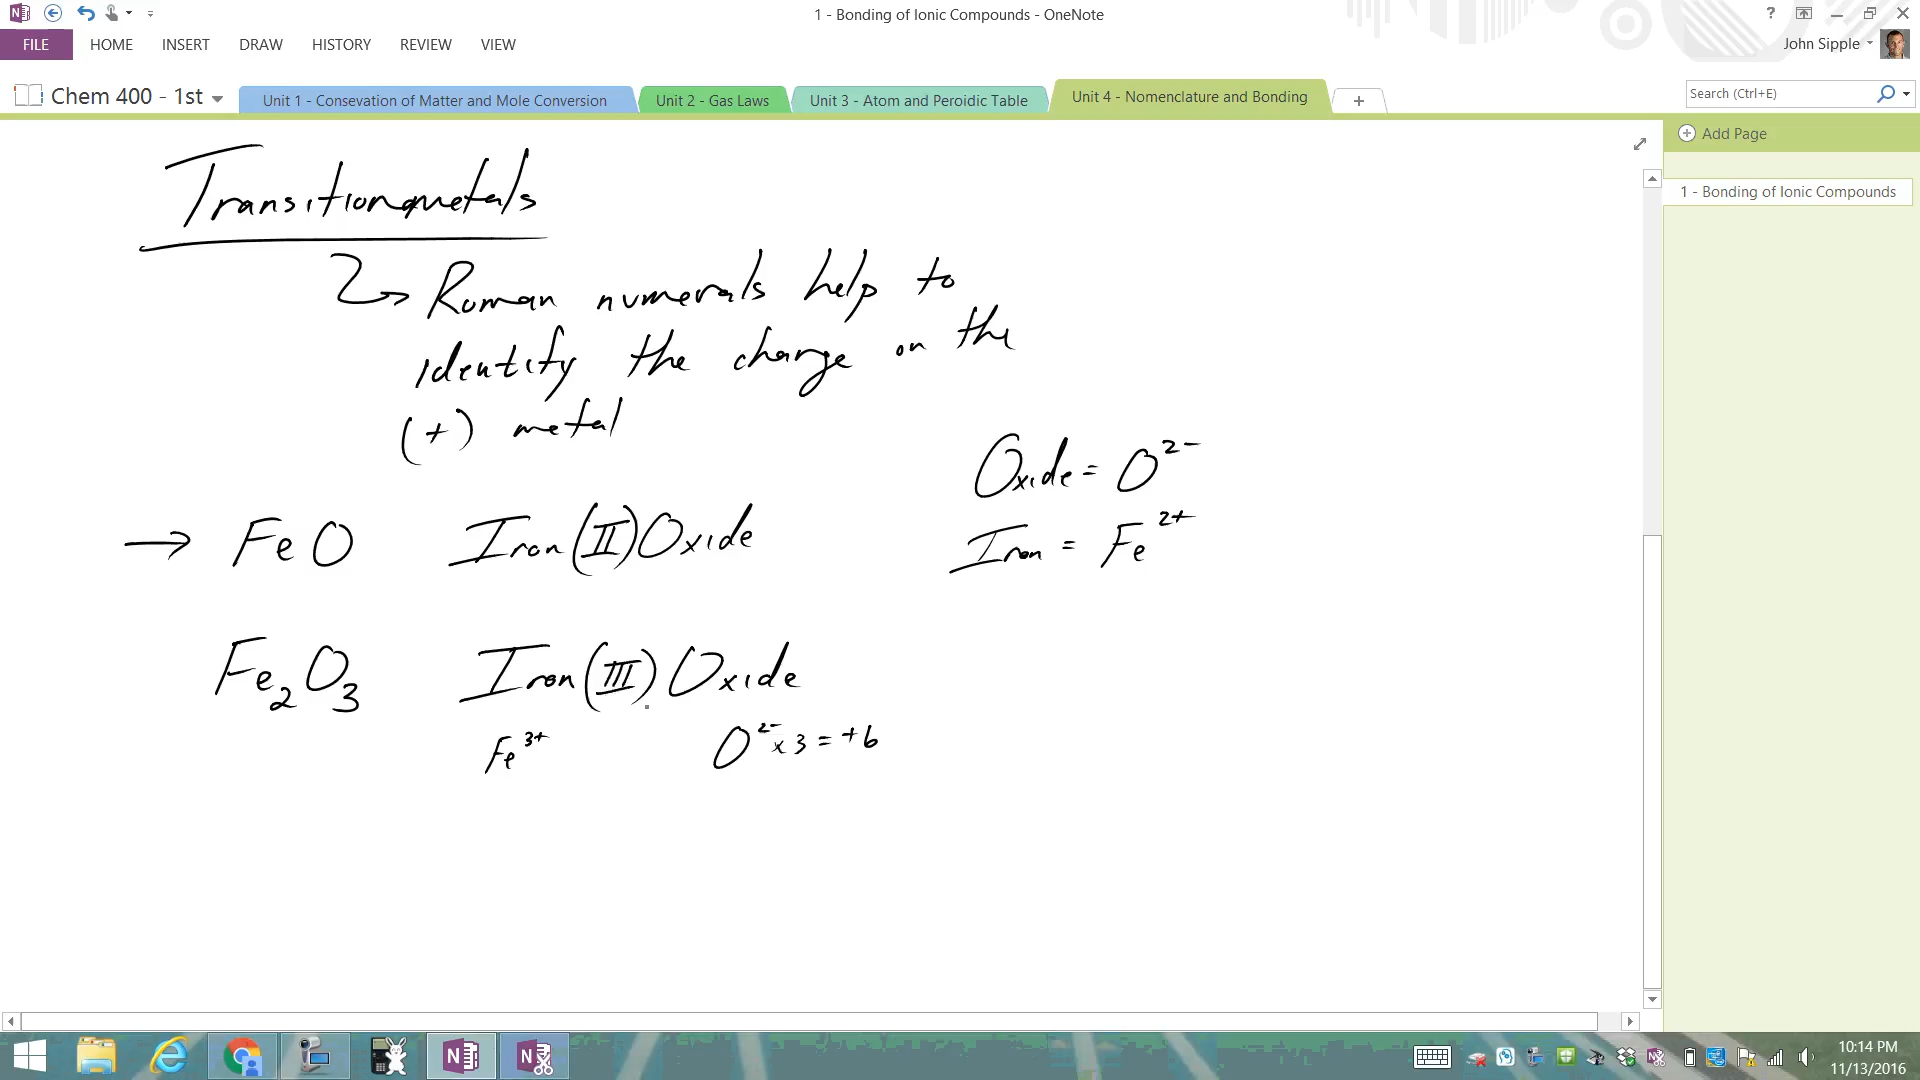 1 - Bonding of Ionic Compounds - OneNote
?
FILE HOME INSERT DRAW HISTORY REVIEW VIEW
John Sipple
Chem 400 - 1st
Unit 1 - Consevation of Matter and Mole Conversion
Unit 2 - Gas Laws
Unit 3 - Atom and Peroidic Table
Unit 4 - Nomenclature and Bonding
+
Search (Ctrl+E)
Add Page
1 - Bonding of Ionic Compounds
Transition metals
Roman numerals help to
identify the charge on the
(+) metal
Oxide = O²⁻
→ FeO Iron (II) Oxide
Iron = Fe²⁺
Fe₂O₃ Iron (III) Oxide
Fe³⁺ O²⁻ × 3 = +6
10:14 PM
11/13/2016